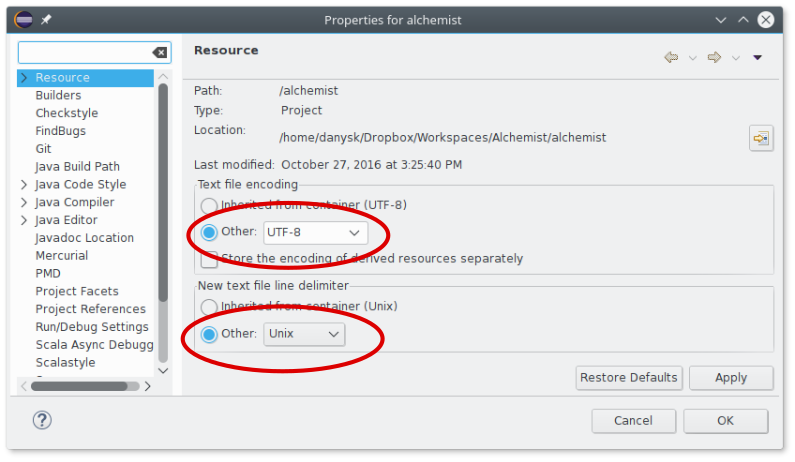 Properties for alchemist
Resource
Resource
Builders
Checkstyle
FindBugs
Git
Java Build Path
Java Code Style
Java Compiler
Java Editor
Javadoc Location
Mercurial
PMD
Project Facets
Project References
Run/Debug Settings
Scala Async Debugg
Scalastyle
Path: /alchemist
Type: Project
Location: /home/danysk/Dropbox/Workspaces/Alchemist/alchemist
Last modified: October 27, 2016 at 3:25:40 PM
Text file encoding
Inherited from container (UTF-8)
Other: UTF-8
Store the encoding of derived resources separately
New text file line delimiter
Inherited from container (Unix)
Other: Unix
Restore Defaults Apply
? Cancel OK